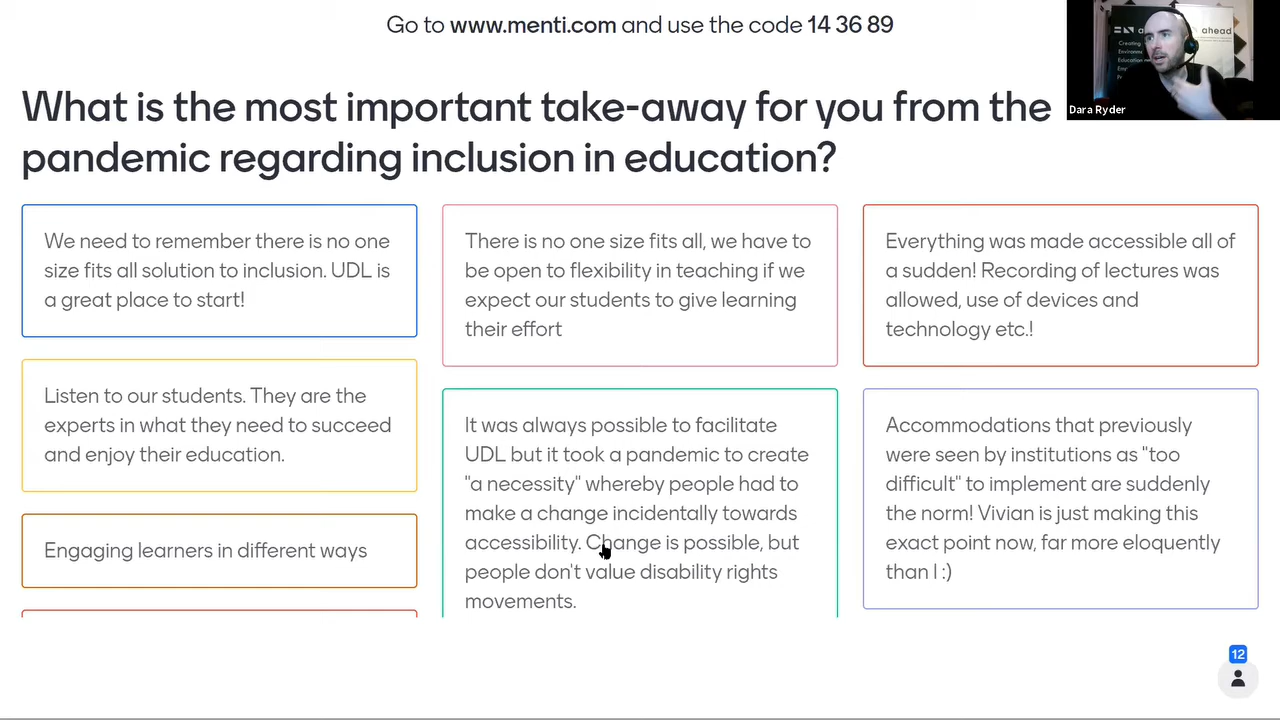 Go to www.menti.com and use the code 14 36 89
What is the most important take-away for you from the
pandemic regarding inclusion in education?
We need to remember there is no one
size fits all solution to inclusion. UDL is
a great place to start!
Listen to our students. They are the
experts in what they need to succeed
and enjoy their education.
Engaging learners in different ways
There is no one size fits all, we have to
be open to flexibility in teaching if we
expect our students to give learning
their effort
It was always possible to facilitate
UDL but it took a pandemic to create
"a necessity" whereby people had to
make a change incidentally towards
accessibility. Change is possible, but
people don't value disability rights
movements.
Everything was made accessible all of
a sudden! Recording of lectures was
allowed, use of devices and
technology etc.!
Accommodations that previously
were seen by institutions as "too
difficult" to implement are suddenly
the norm! Vivian is just making this
exact point now, far more eloquently
than I :)
ahead
Creating
Dara Ryder
12